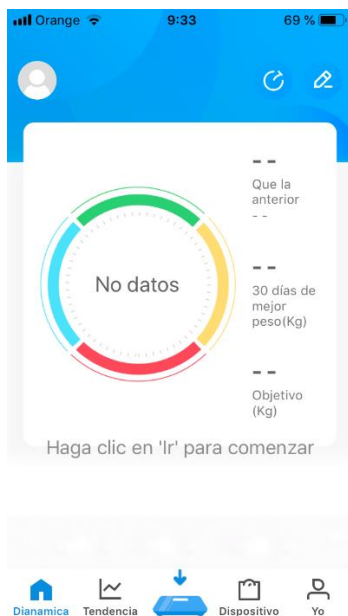 Orange 9:33 69 %
- -
Que la
anterior
- -
No datos
- -
30 días de
mejor
peso(Kg)
- -
Objetivo
(Kg)
Haga clic en 'Ir' para comenzar
Dianamica Tendencia Dispositivo Yo